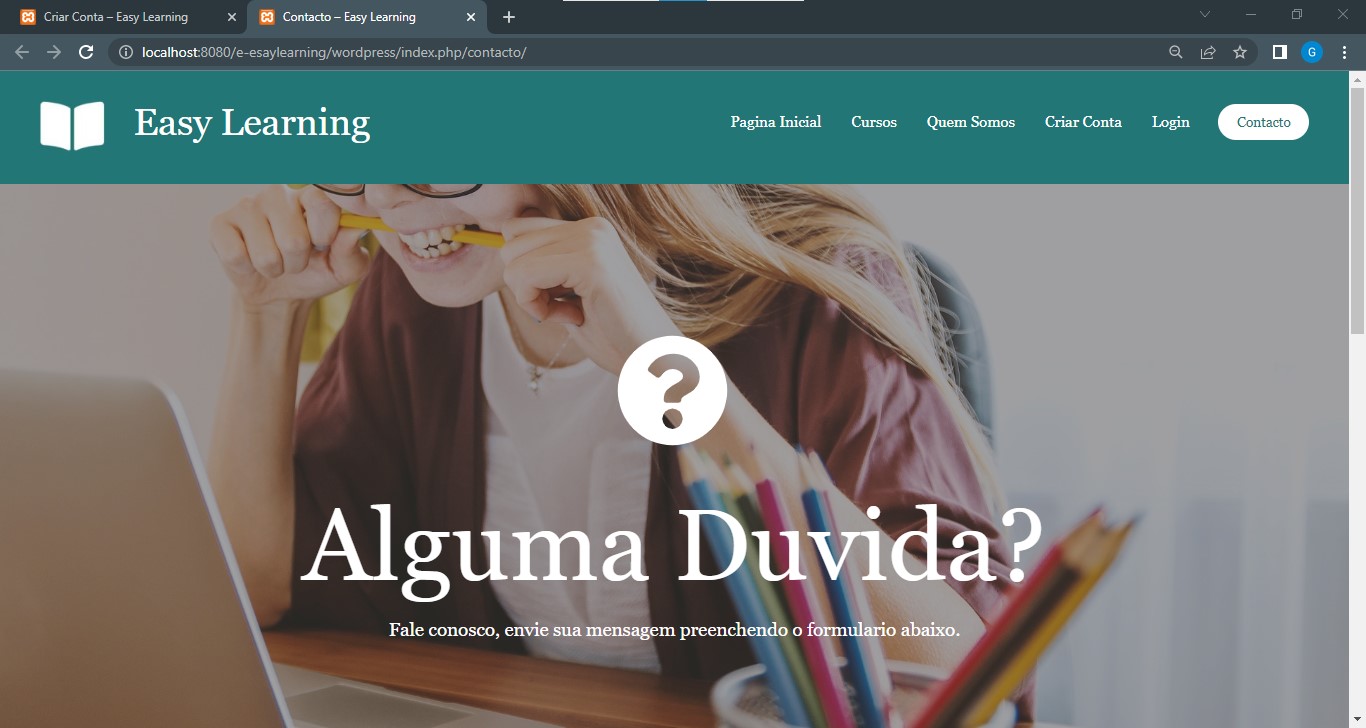 Criar Conta – Easy Learning
Contacto – Easy Learning
localhost:8080/e-esaylearning/wordpress/index.php/contacto/
G
Easy Learning
Pagina Inicial
Cursos
Quem Somos
Criar Conta
Login
Contacto
?
Alguma Duvida?
Fale conosco, envie sua mensagem preenchendo o formulario abaixo.